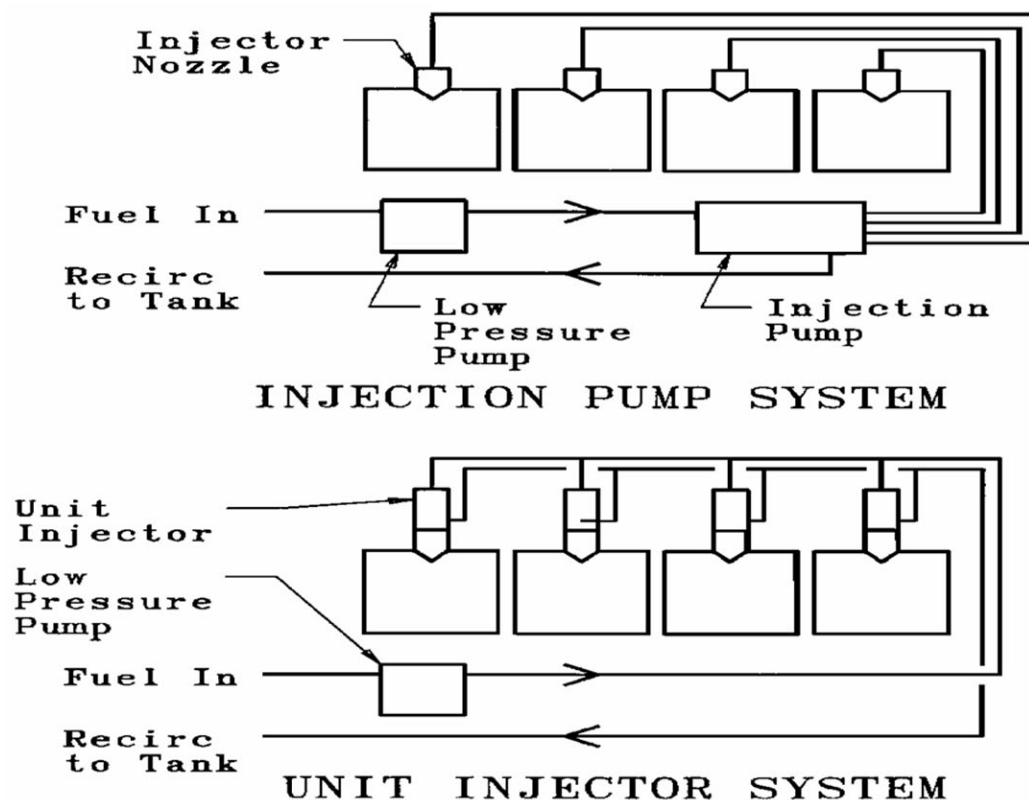 Injector
Nozzle
Fuel In
Recirc
to Tank
Low
Pressure
Pump
Injection
Pump
INJECTION PUMP SYSTEM
Unit
Injector
Low
Pressure
Pump
Fuel In
Recirc
to Tank
UNIT INJECTOR SYSTEM